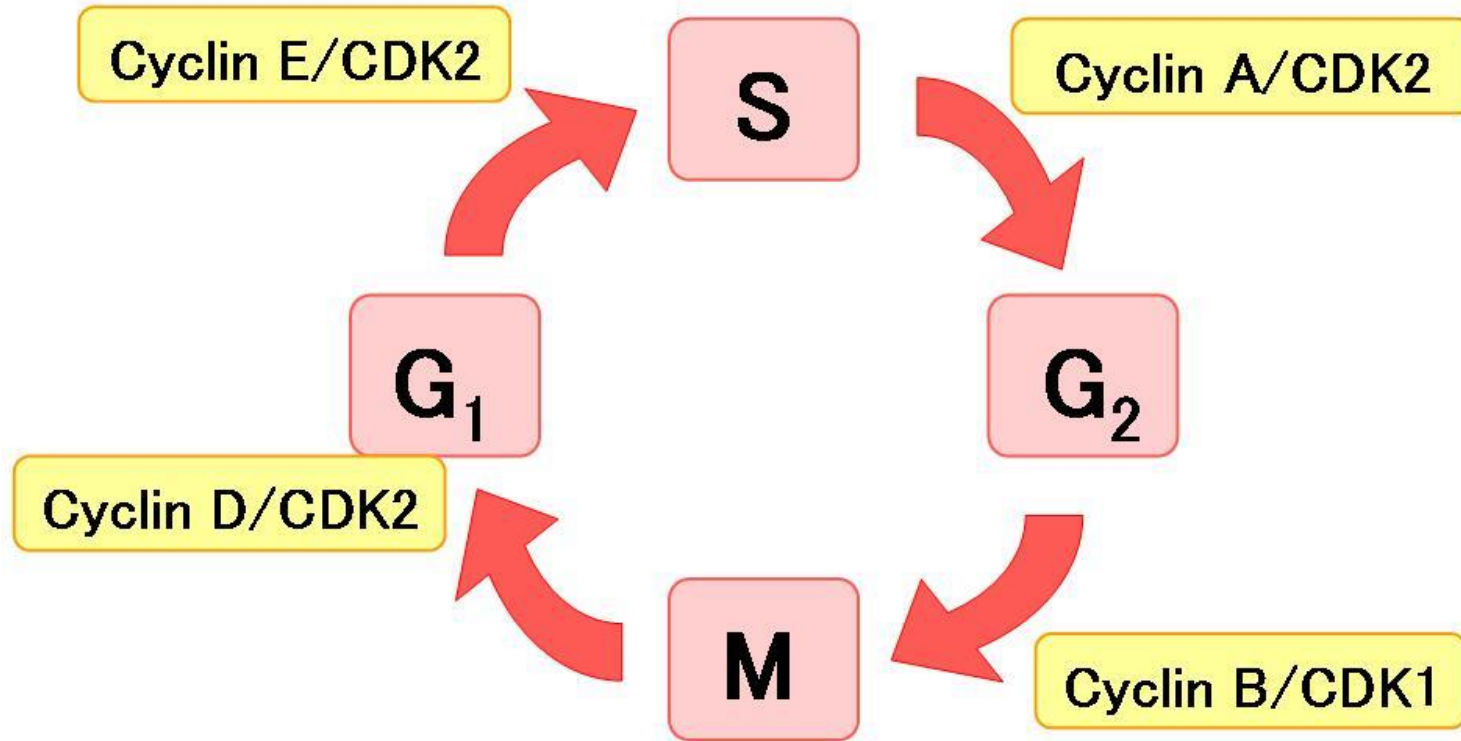 Cyclin E/CDK2
S
Cyclin A/CDK2
G₁
G₂
Cyclin D/CDK2
M
Cyclin B/CDK1